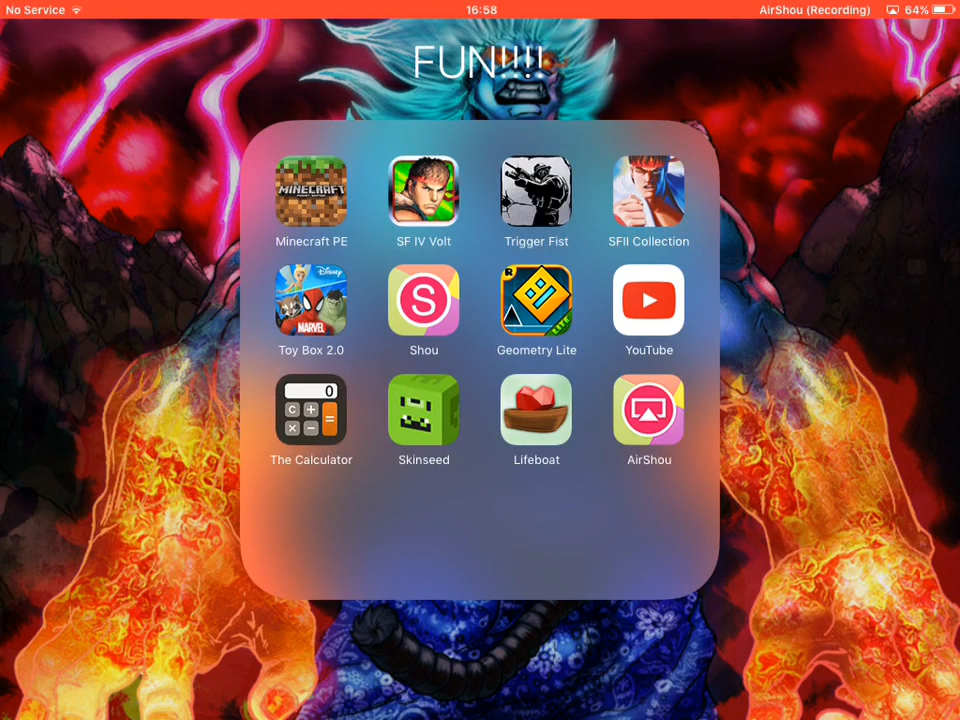 No Service 16:58 AirShou (Recording) 64%
FUN!!!!
MINECRAFT
Disney
R
Minecraft PE SF IV Volt Trigger Fist SFII Collection
MARVEL
S
LITE
Toy Box 2.0 Shou Geometry Lite YouTube
0
C + =
× −
The Calculator Skinseed Lifeboat AirShou